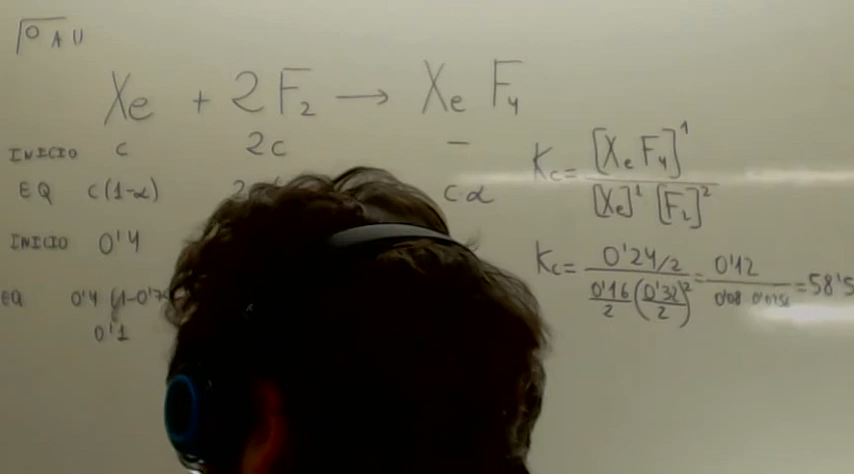 Xe + 2F₂ → XeF₄
INICIO c 2c –
EQ c(1-α) cα
INICIO 0'4
EQ 0'4
0'1
Kc = [XeF₄]¹ / [Xe]¹ [F₂]²
Kc = 0'24/2 / 0'16/2 (0'32/2)² = 0'12 / 0'08 · = 58'5